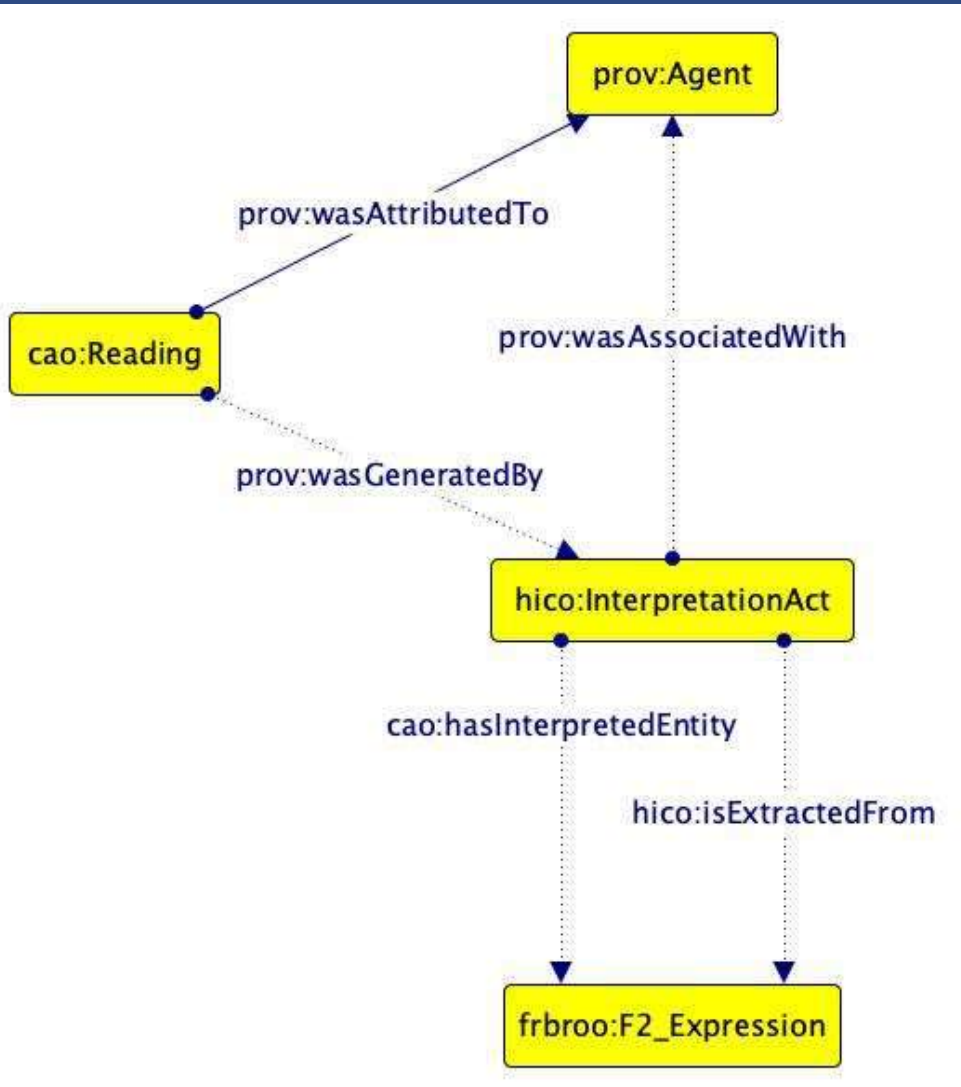 prov:Agent
prov:wasAttributedTo
prov:wasAssociatedWith
cao:Reading
prov:wasGeneratedBy
hico:InterpretationAct
cao:hasInterpretedEntity
hico:isExtractedFrom
frbroo:F2_Expression